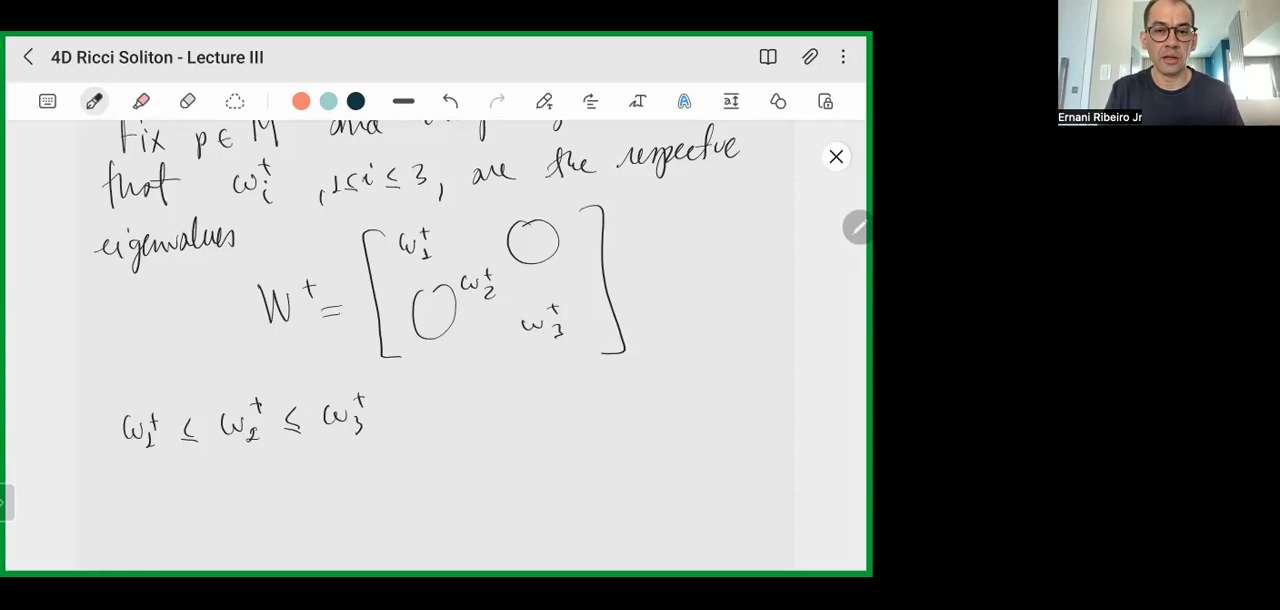 4D Ricci Soliton - Lecture III
Fix p ∈ M and
that ω_i^+ , 1 ≤ i ≤ 3, are the respective
eigenvalues
W^+ = [ ω_1^+ 0
0 ω_2^+
ω_3^+ ]
ω_1^+ ≤ ω_2^+ ≤ ω_3^+
Ernani Ribeiro Jr